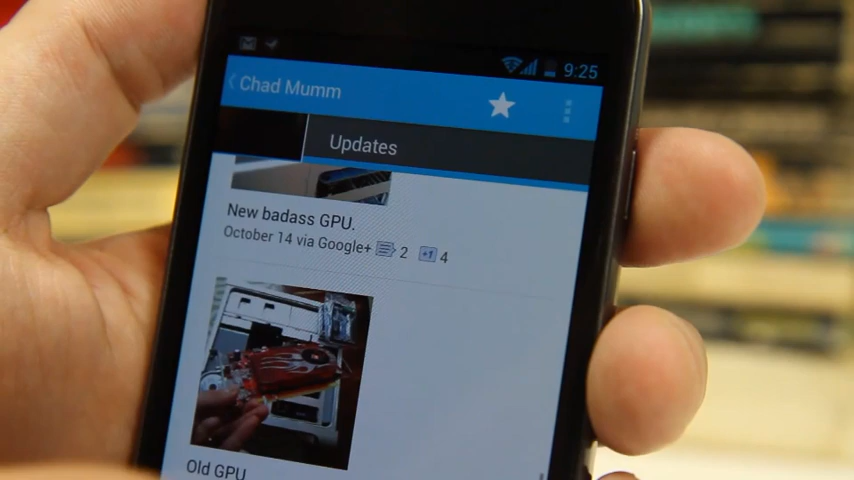 9:25
Chad Mumm
Updates
New badass GPU.
October 14 via Google+ 2 +1 4
Old GPU